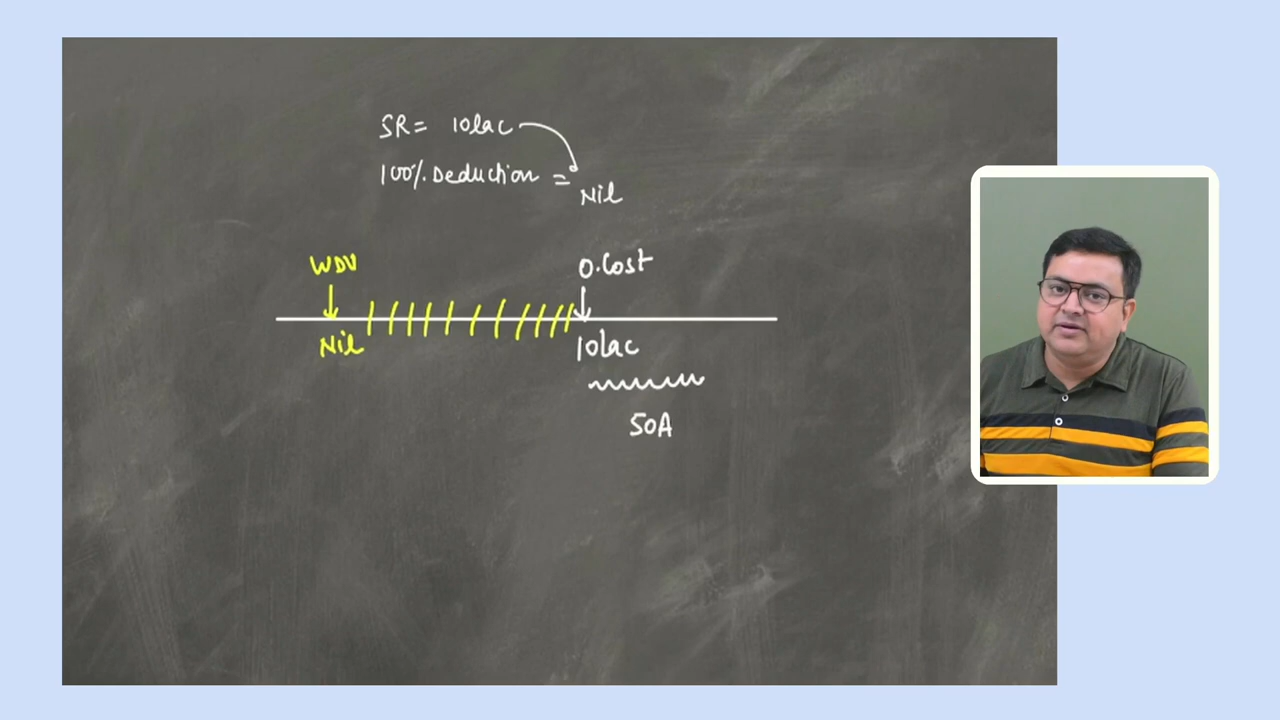 SR= 10lac
100% Deduction =
Nil
WDV
O.Cost
Nil
10lac
50A